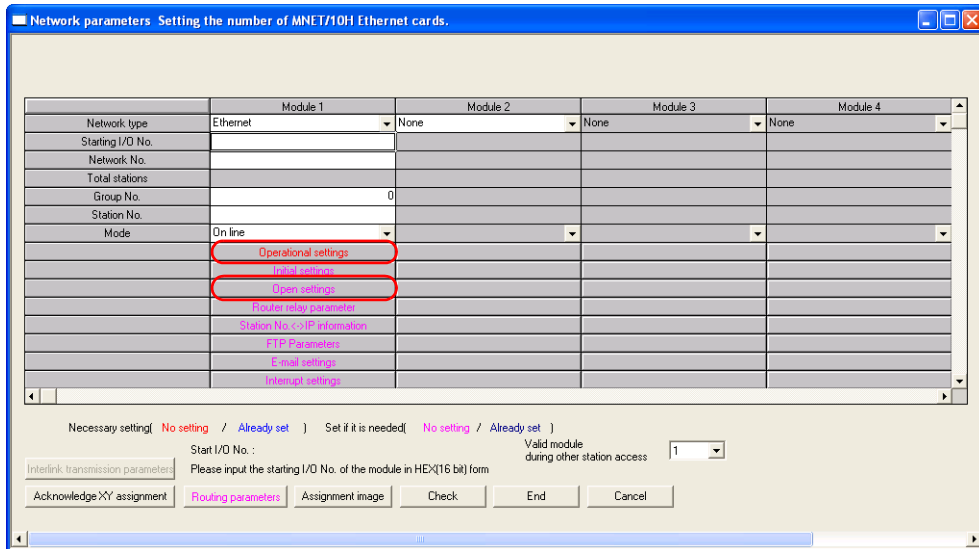 Network parameters Setting the number of MNET/10H Ethernet cards.
Module 1 Module 2 Module 3 Module 4
Network type Ethernet None None None
Starting I/O No.
Network No.
Total stations
Group No. 0
Station No.
Mode On line
Operational settings
Initial settings
Open settings
Router relay parameter
Station No.<->IP information
FTP Parameters
E-mail settings
Interrupt settings
Necessary setting( No setting / Already set ) Set if it is needed( No setting / Already set )
Start I/O No. : Valid module
during other station access 1
Interlink transmission parameters Please input the starting I/O No. of the module in HEX(16 bit) form
Acknowledge XY assignment Routing parameters Assignment image Check End Cancel